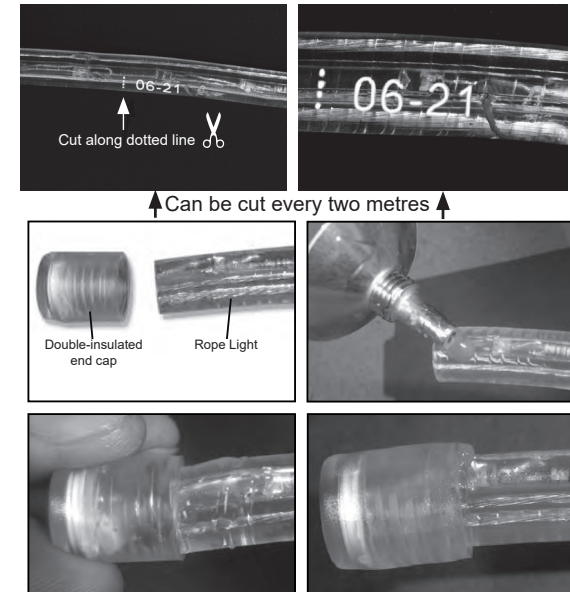 06-21
Cut along dotted line
06-21
Can be cut every two metres
Double-insulated
end cap
Rope Light